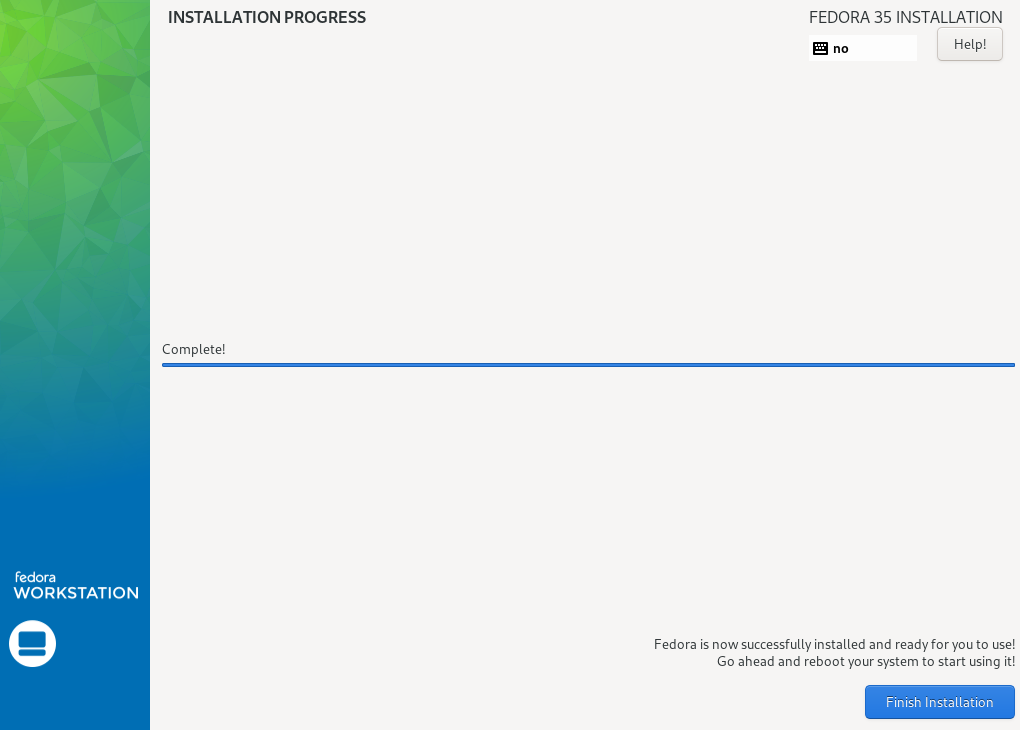 INSTALLATION PROGRESS
FEDORA 35 INSTALLATION
no
Help!
Complete!
fedora
WORKSTATION
Fedora is now successfully installed and ready for you to use!
Go ahead and reboot your system to start using it!
Finish Installation